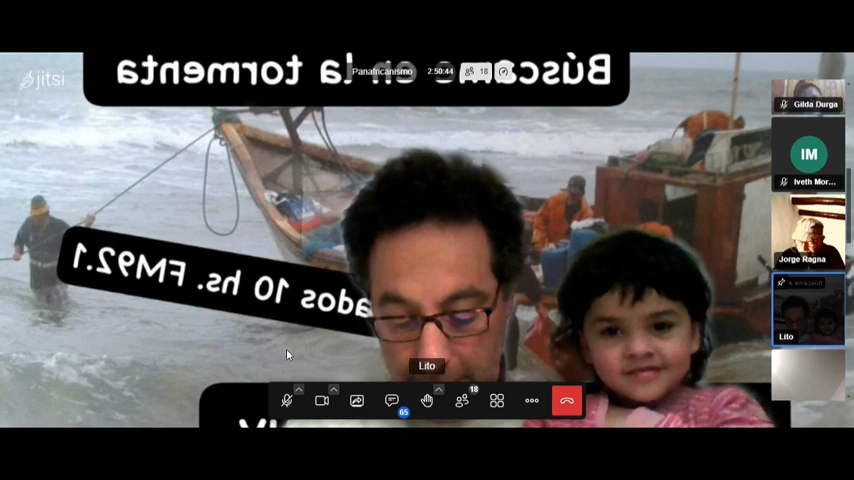 Búscame en la tormenta
Panafricanismo 2:50:44 18
jitsi
Gilda Durga
IM
Iveth Mor...
ados 10 hs. FM92.1
Jorge Ragna
Lito
Lito
18
65